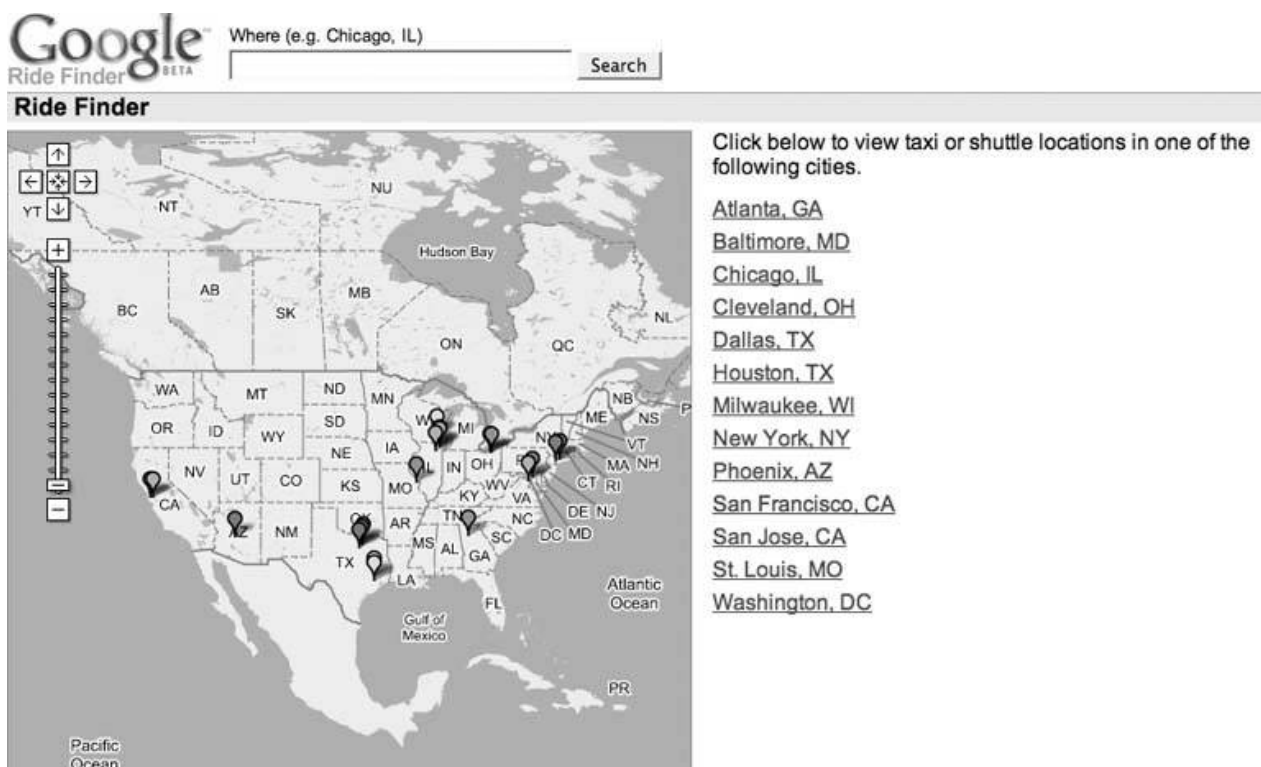 Google
Ride Finder BETA
Where (e.g. Chicago, IL)
Search
Ride Finder
Click below to view taxi or shuttle locations in one of the
following cities.
Atlanta, GA
Baltimore, MD
Chicago, IL
Cleveland, OH
Dallas, TX
Houston, TX
Milwaukee, WI
New York, NY
Phoenix, AZ
San Francisco, CA
San Jose, CA
St. Louis, MO
Washington, DC
NU
NT
YT
Hudson Bay
AB
MB
BC
SK
NL
ON
QC
WA
MT
ND
MN
NB
ME
NS
OR
ID
SD
MI
WY
VT
IA
NE
NV
UT
CO
IN
OH
MA
NH
KS
MO
WV
CT
RI
CA
KY
VA
DE
NJ
NM
AR
TN
NC
DC
MD
MS
AL
SC
GA
TX
LA
Atlantic
Ocean
FL
Gulf of
Mexico
PR
Pacific
Ocean